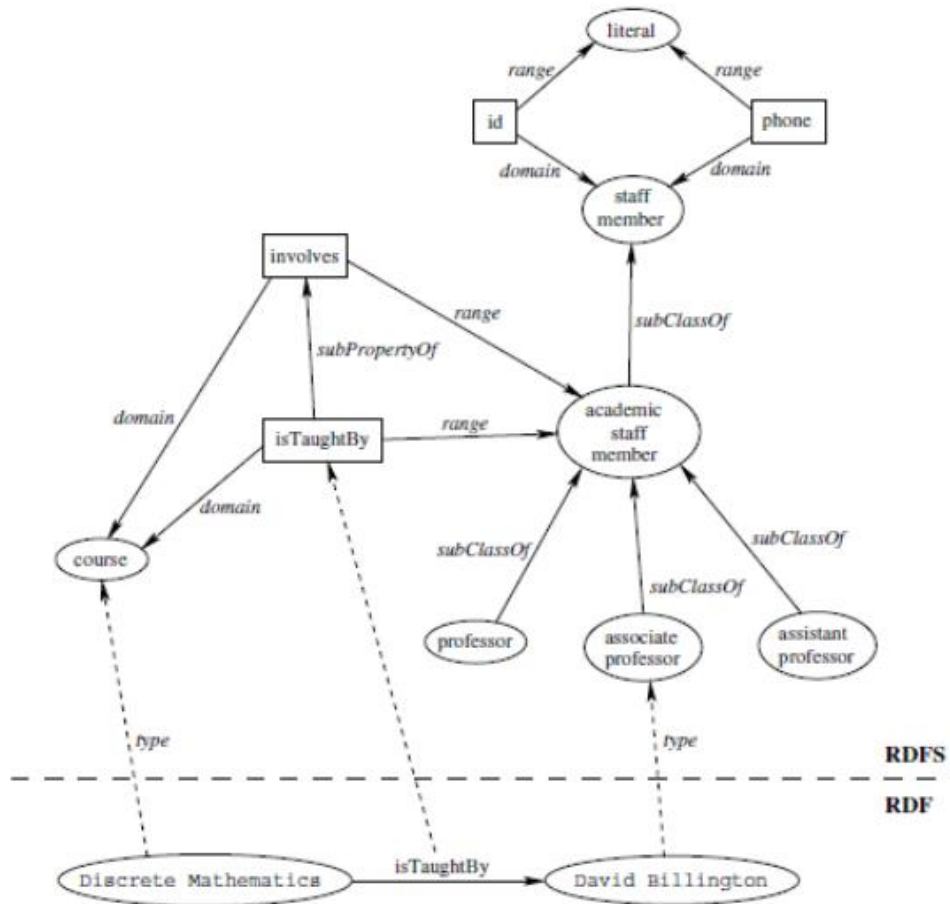 literal
range
range
id
phone
domain
domain
staff
member
involves
range
subClassOf
subPropertyOf
domain
academic
staff
member
isTaughtBy
range
domain
course
subClassOf
subClassOf
subClassOf
professor
associate
professor
assistant
professor
type
type
RDFS
RDF
isTaughtBy
Discrete Mathematics
David Billington